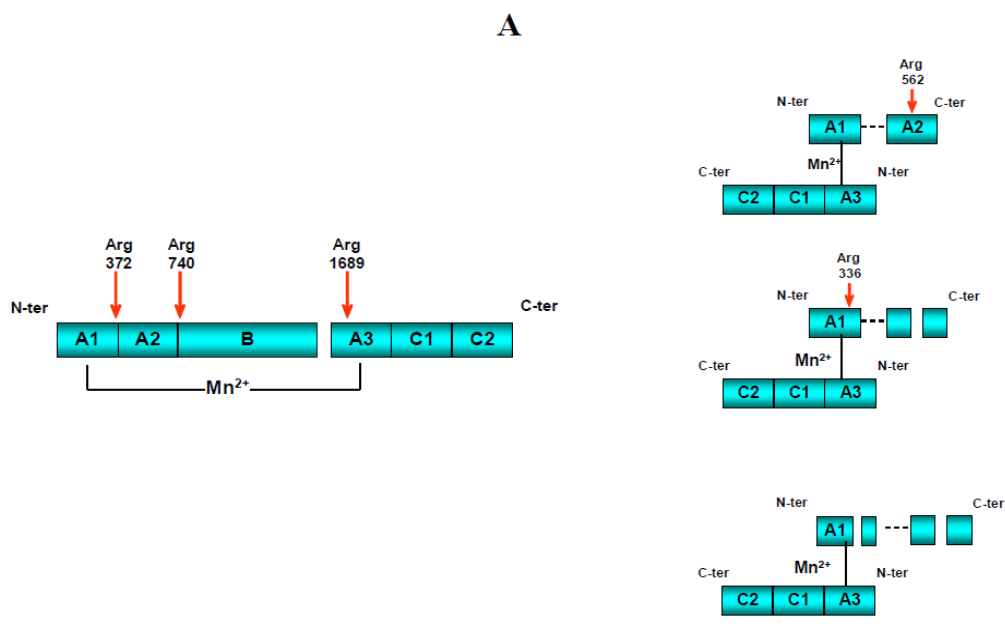 A
Arg
372
Arg
740
Arg
1689
N-ter
C-ter
A1
A2
B
A3
C1
C2
Mn²⁺
Arg
562
N-ter
C-ter
A1
A2
Mn²⁺
C-ter
N-ter
C2
C1
A3
Arg
336
N-ter
C-ter
A1
Mn²⁺
C-ter
N-ter
C2
C1
A3
N-ter
C-ter
A1
Mn²⁺
C-ter
N-ter
C2
C1
A3